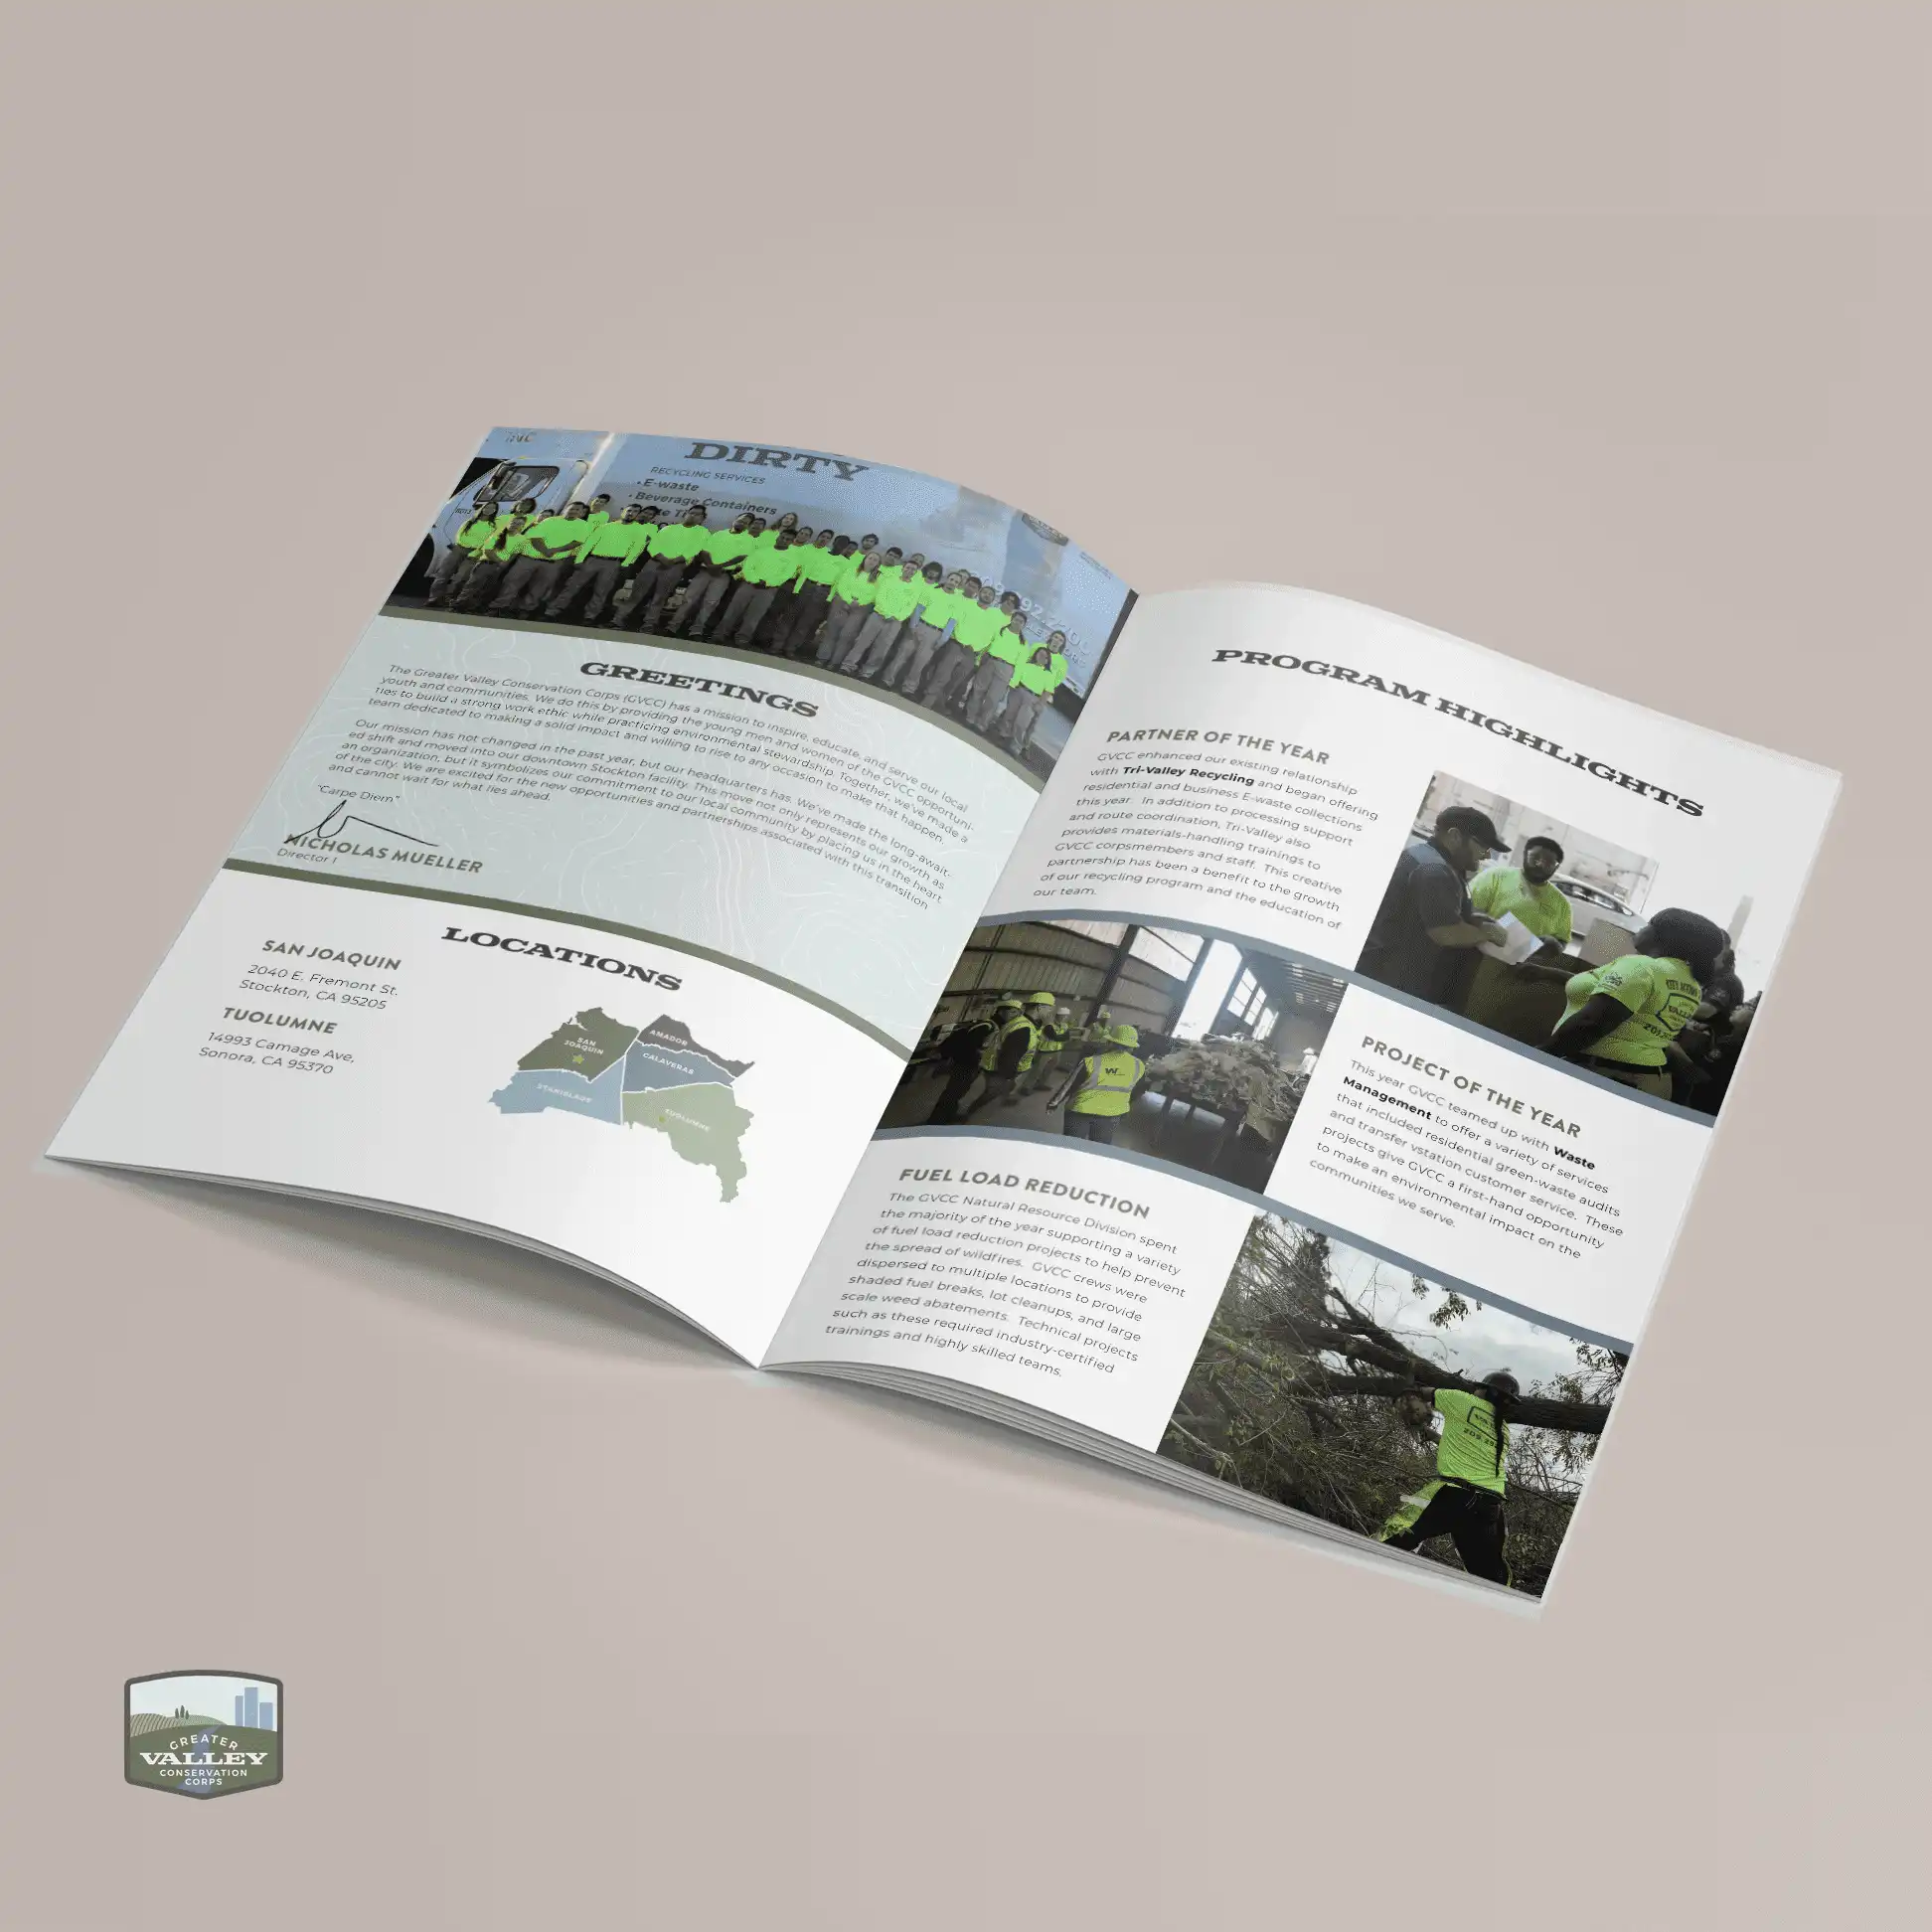 INC
DIRTY
RECYCLING SERVICES
• E-waste
• Beverage Containers
GREETINGS
The Greater Valley Conservation Corps (GVCC) has a mission to inspire, educate, and serve our local
youth and communities. We do this by providing the young men and women of the GVCC opportuni-
ties to build a strong work ethic while practicing environmental stewardship. Together, we've made a
team dedicated to making a solid impact and willing to rise to any occasion to make that happen.
Our mission has not changed in the past year, but our headquarters has. We've made the long-await-
ed shift and moved into our downtown Stockton facility. This move not only represents our growth as
an organization, but it symbolizes our commitment to our local community by placing us in the heart
of the city. We are excited for the new opportunities and partnerships associated with this transition
and cannot wait for what lies ahead.
"Carpe Diem"
NICHOLAS MUELLER
Director I
LOCATIONS
SAN JOAQUIN
2040 E. Fremont St.
Stockton, CA 95205
TUOLUMNE
14993 Camage Ave,
Sonora, CA 95370
SAN
JOAQUIN
AMADOR
CALAVERAS
STANISLAUS
TUOLUMNE
PROGRAM HIGHLIGHTS
PARTNER OF THE YEAR
GVCC enhanced our existing relationship
with Tri-Valley Recycling and began offering
residential and business E-waste collections
this year. In addition to processing support
and route coordination, Tri-Valley also
provides materials-handling trainings to
GVCC corpsmembers and staff. This creative
partnership has been a benefit to the growth
of our recycling program and the education of
our team.
PROJECT OF THE YEAR
This year GVCC teamed up with Waste
Management to offer a variety of services
that included residential green-waste audits
and transfer vstation customer service. These
projects give GVCC a first-hand opportunity
to make an environmental impact on the
communities we serve.
FUEL LOAD REDUCTION
The GVCC Natural Resource Division spent
the majority of the year supporting a variety
of fuel load reduction projects to help prevent
the spread of wildfires. GVCC crews were
dispersed to multiple locations to provide
shaded fuel breaks, lot cleanups, and large
scale weed abatements. Technical projects
such as these required industry-certified
trainings and highly skilled teams,
GREATER
VALLEY
CONSERVATION
CORPS